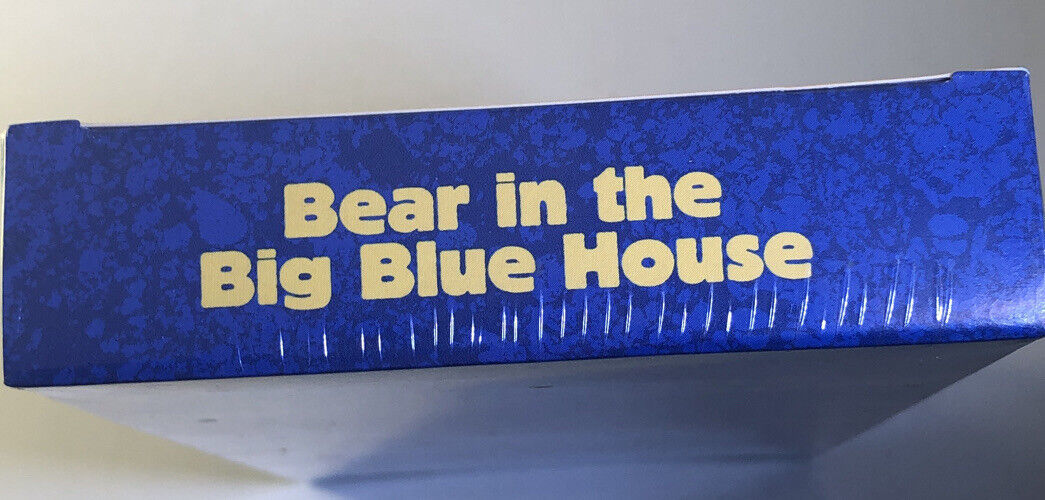 Bear in the
Big Blue House